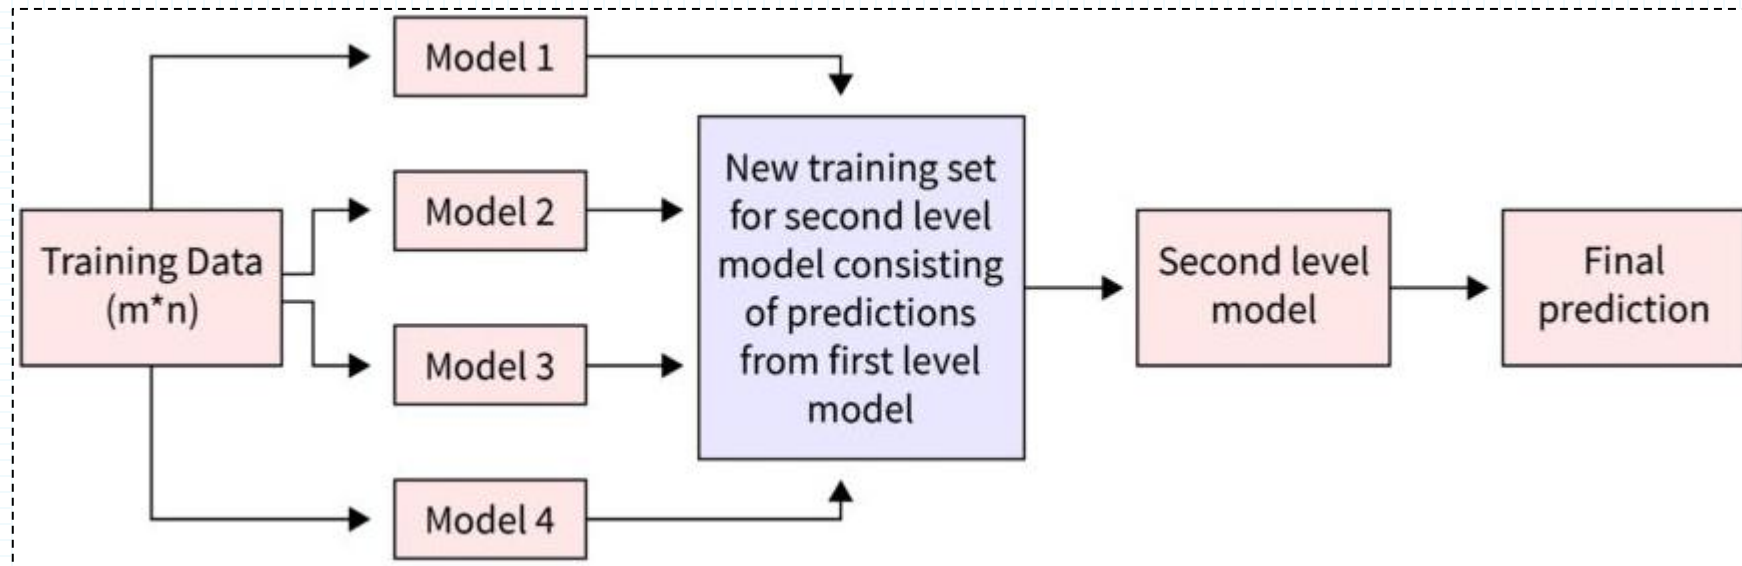 Model 1
Model 2
Training Data
(m*n)
Model 3
Model 4
New training set
for second level
model consisting
of predictions
from first level
model
Second level
model
Final
prediction